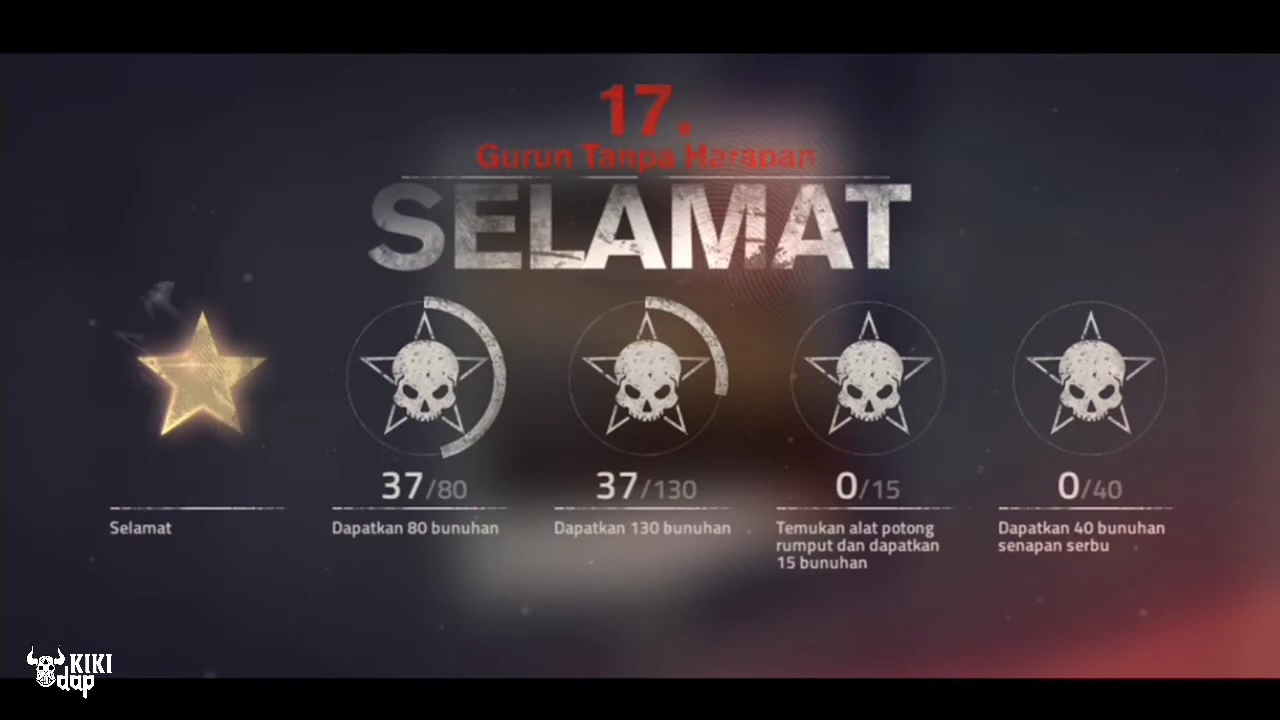 17.
Gurun Tanpa Harapan
SELAMAT
Selamat
37/80
Dapatkan 80 bunuhan
37/130
Dapatkan 130 bunuhan
0/15
Temukan alat potong
rumput dan dapatkan
15 bunuhan
0/40
Dapatkan 40 bunuhan
senapan serbu
KIKI
dap